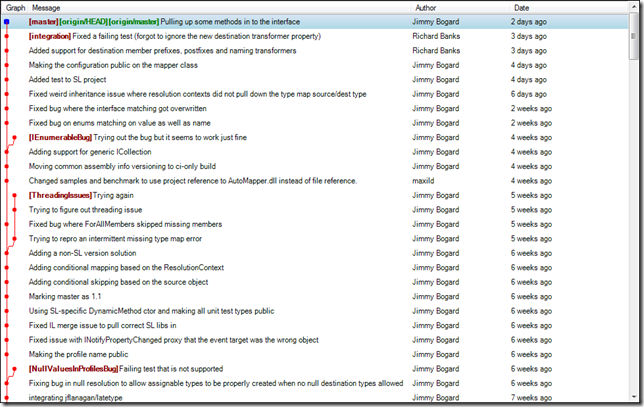 Graph Message Author Date
[master][origin/HEAD][origin/master] Pulling up some methods in to the interface Jimmy Bogard 2 days ago
[integration] Fixed a failing test (forgot to ignore the new destination transformer property) Richard Banks 3 days ago
Added support for destination member prefixes, postfixes and naming transformers Richard Banks 3 days ago
Making the configuration public on the mapper class Jimmy Bogard 4 days ago
Added test to SL project Jimmy Bogard 4 days ago
Fixed weird inheritance issue where resolution contexts did not pull down the type map source/dest type Jimmy Bogard 6 days ago
Fixed bug where the interface matching got overwritten Jimmy Bogard 2 weeks ago
Fixed bug on enums matching on value as well as name Jimmy Bogard 2 weeks ago
[IEnumerableBug] Trying out the bug but it seems to work just fine Jimmy Bogard 4 weeks ago
Adding support for generic ICollection Jimmy Bogard 4 weeks ago
Moving common assembly info versioning to ci-only build Jimmy Bogard 4 weeks ago
Changed samples and benchmark to use project reference to AutoMapper.dll instead of file reference. maxild 4 weeks ago
[ThreadingIssues] Trying again Jimmy Bogard 5 weeks ago
Trying to figure out threading issue Jimmy Bogard 5 weeks ago
Fixed bug where ForAllMembers skipped missing members Jimmy Bogard 5 weeks ago
Trying to repro an intermittent missing type map error Jimmy Bogard 5 weeks ago
Adding a non-SL version solution Jimmy Bogard 6 weeks ago
Adding conditional mapping based on the ResolutionContext Jimmy Bogard 6 weeks ago
Adding conditional skipping based on the source object Jimmy Bogard 6 weeks ago
Marking master as 1.1 Jimmy Bogard 6 weeks ago
Using SL-specific DynamicMethod ctor and making all unit test types public Jimmy Bogard 6 weeks ago
Fixed IL merge issue to pull correct SL libs in Jimmy Bogard 6 weeks ago
Fixed issue with INotifyPropertyChanged proxy that the event target was the wrong object Jimmy Bogard 6 weeks ago
Making the profile name public Jimmy Bogard 6 weeks ago
[NullValuesInProfilesBug] Failing test that is not supported Jimmy Bogard 6 weeks ago
Fixing bug in null resolution to allow assignable types to be properly created when no null destination types allowed Jimmy Bogard 6 weeks ago
integrating jflanagan/latetype Jimmy Bogard 7 weeks ago